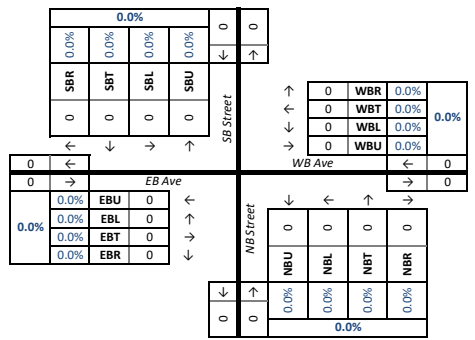 0.0%
0 0
0.0% 0.0% 0.0% 0.0%
↓ ↑
SBR SBT SBL SBU
0 0 0 0
SB Street
← ↓ → ↑
↑ 0 WBR 0.0%
← 0 WBT 0.0%
↓ 0 WBL 0.0%
→ 0 WBU 0.0%
0.0%
0 ←
WB Ave
← 0
0 →
EB Ave
→ 0
0.0%
0.0% EBU 0 ←
0.0% EBL 0 ↑
0.0% EBT 0 →
0.0% EBR 0 ↓
NB Street
↓ ← ↑ →
0 0 0 0
NBU NBL NBT NBR
↓ ↑
0.0% 0.0% 0.0% 0.0%
0 0
0.0%